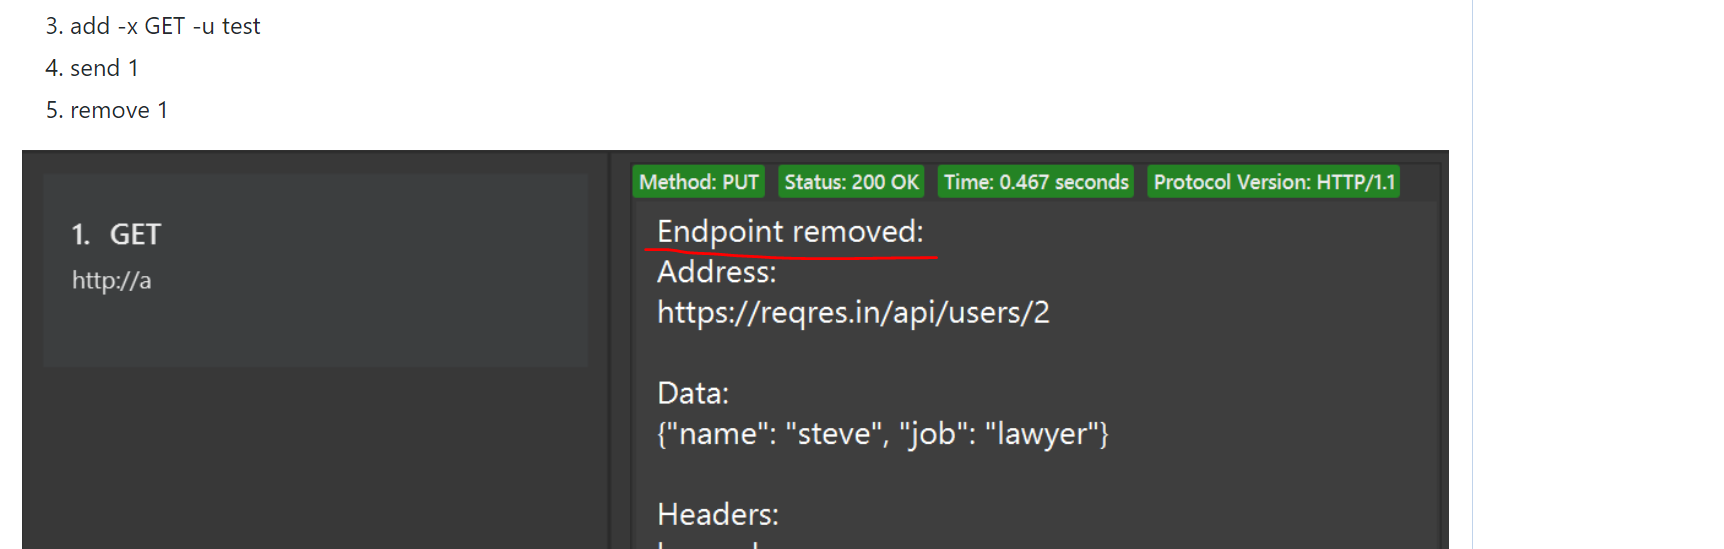 3. add -x GET -u test
4. send 1
5. remove 1
Method: PUT Status: 200 OK Time: 0.467 seconds Protocol Version: HTTP/1.1
1. GET
http://a
Endpoint removed:
Address:
https://reqres.in/api/users/2
Data:
{"name": "steve", "job": "lawyer"}
Headers: